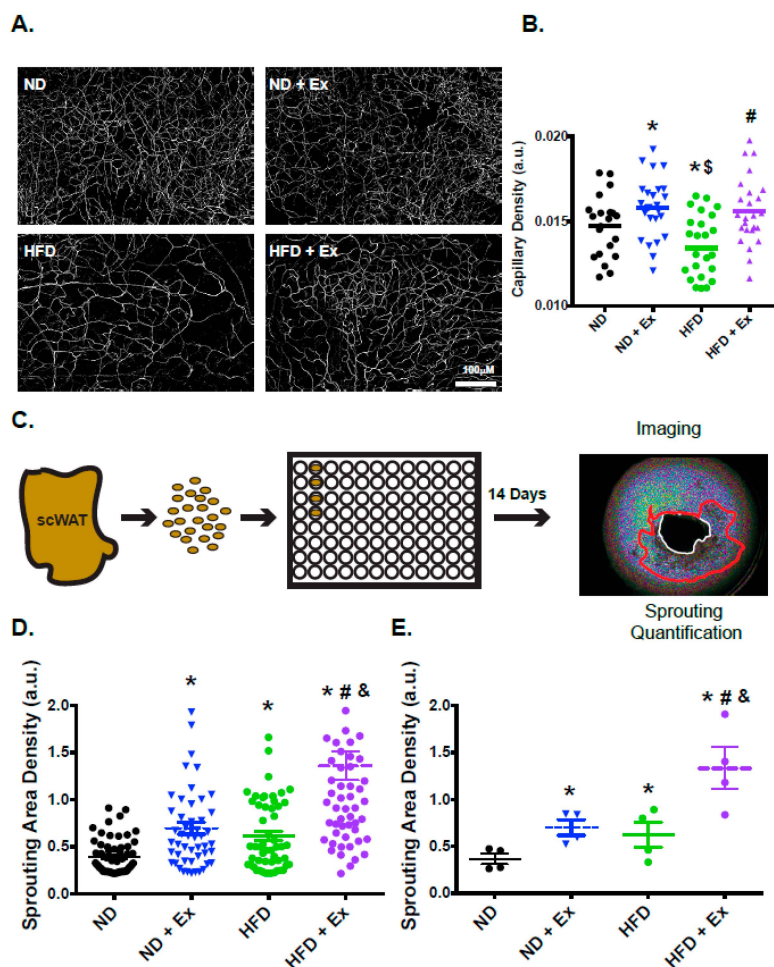 A.
ND
ND + Ex
HFD
HFD + Ex
100µM
B.
Capillary Density (a.u.)
0.020
0.015
0.010
*
* $
#
ND
ND + Ex
HFD
HFD + Ex
C.
scWAT
14 Days
Imaging
Sprouting
Quantification
D.
Sprouting Area Density (a.u.)
2.0
1.5
1.0
0.5
0.0
*
*
* # &
ND
ND + Ex
HFD
HFD + Ex
E.
Sprouting Area Density (a.u.)
2.0
1.5
1.0
0.5
0.0
*
*
* # &
ND
ND + Ex
HFD
HFD + Ex